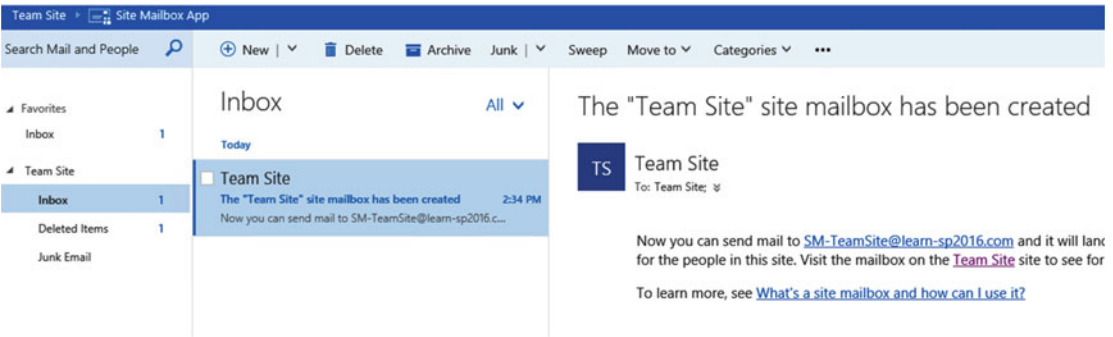 Team Site Site Mailbox App
Search Mail and People
New Delete Archive Junk Sweep Move to Categories •••
Favorites
Inbox 1
Team Site
Inbox 1
Deleted Items 1
Junk Email
Inbox All
Today
Team Site
The "Team Site" site mailbox has been created 2:34 PM
Now you can send mail to SM-TeamSite@learn-sp2016.c...
The "Team Site" site mailbox has been created
TS
Team Site
To: Team Site;
Now you can send mail to SM-TeamSite@learn-sp2016.com and it will land
for the people in this site. Visit the mailbox on the Team Site site to see for
To learn more, see What's a site mailbox and how can I use it?